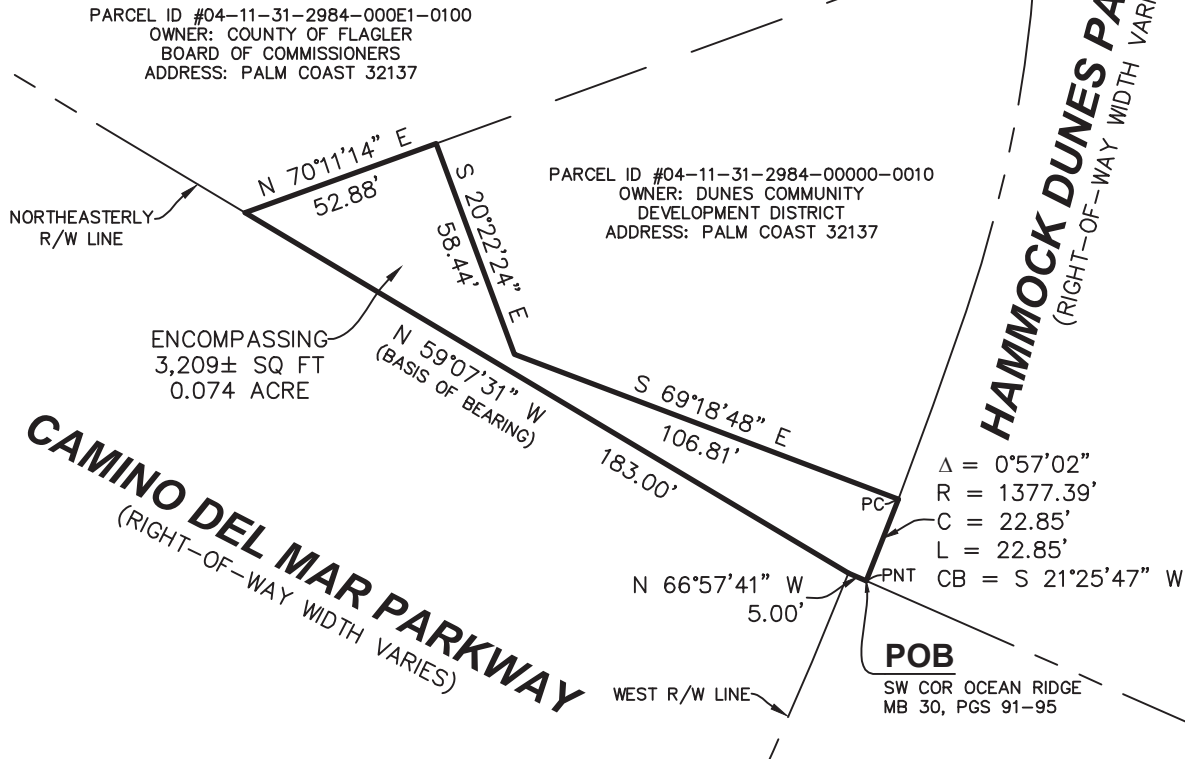 PARCEL ID #04-11-31-2984-000E1-0100
OWNER: COUNTY OF FLAGLER
BOARD OF COMMISSIONERS
ADDRESS: PALM COAST 32137
N 70°11'14" E
52.88'
S 20°22'24" E
58.44'
PARCEL ID #04-11-31-2984-00000-0010
OWNER: DUNES COMMUNITY
DEVELOPMENT DISTRICT
ADDRESS: PALM COAST 32137
HAMMOCK DUNES PA
(RIGHT-OF-WAY WIDTH VARI
NORTHEASTERLY
R/W LINE
ENCOMPASSING
3,209± SQ FT
0.074 ACRE
N 59°07'31" W
(BASIS OF BEARING)
183.00'
S 69°18'48" E
106.81'
CAMINO DEL MAR PARKWAY
(RIGHT-OF-WAY WIDTH VARIES)
PC
Δ = 0°57'02"
R = 1377.39'
C = 22.85'
L = 22.85'
CB = S 21°25'47" W
PNT
N 66°57'41" W
5.00'
POB
SW COR OCEAN RIDGE
MB 30, PGS 91-95
WEST R/W LINE